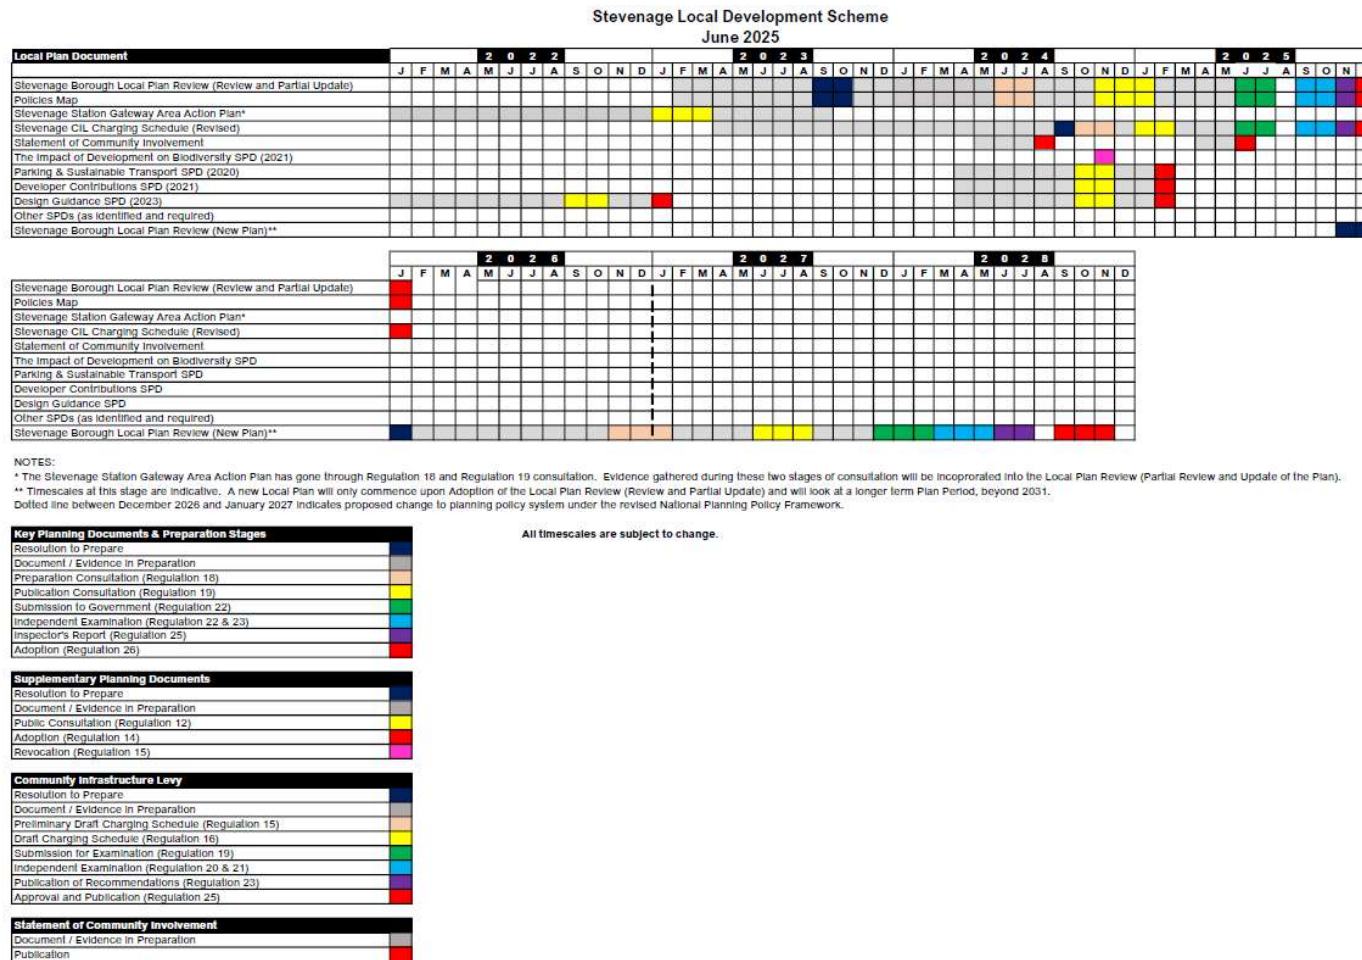 Stevenage Local Development Scheme
June 2025
Local Plan Document 2 0 2 2 2 0 2 3 2 0 2 4 2 0 2 5
J F M A M J J A S O N D J F M A M J J A S O N D J F M A M J J A S O N D J F M A M J J A S O N
Stevenage Borough Local Plan Review (Review and Partial Update)
Policies Map
Stevenage Station Gateway Area Action Plan*
Stevenage CIL Charging Schedule (Revised)
Statement of Community Involvement
The Impact of Development on Biodiversity SPD (2021)
Parking & Sustainable Transport SPD (2020)
Developer Contributions SPD (2021)
Design Guidance SPD (2023)
Other SPDs (as identified and required)
Stevenage Borough Local Plan Review (New Plan)**
2 0 2 6 2 0 2 7 2 0 2 8
J F M A M J J A S O N D J F M A M J J A S O N D J F M A M J J A S O N D
Stevenage Borough Local Plan Review (Review and Partial Update)
Policies Map
Stevenage Station Gateway Area Action Plan*
Stevenage CIL Charging Schedule (Revised)
Statement of Community Involvement
The Impact of Development on Biodiversity SPD
Parking & Sustainable Transport SPD
Developer Contributions SPD
Design Guidance SPD
Other SPDs (as identified and required)
Stevenage Borough Local Plan Review (New Plan)**
NOTES:
* The Stevenage Station Gateway Area Action Plan has gone through Regulation 18 and Regulation 19 consultation. Evidence gathered during these two stages of consultation will be incoprorated into the Local Plan Review (Partial Review and Update of the Plan).
** Timescales at this stage are indicative. A new Local Plan will only commence upon Adoption of the Local Plan Review (Review and Partial Update) and will look at a longer term Plan Period, beyond 2031.
Dotted line between December 2026 and January 2027 indicates proposed change to planning policy system under the revised National Planning Policy Framework.
Key Planning Documents & Preparation Stages
All timescales are subject to change.
Resolution to Prepare
Document / Evidence in Preparation
Preparation Consultation (Regulation 18)
Publication Consultation (Regulation 19)
Submission to Government (Regulation 22)
Independent Examination (Regulation 22 & 23)
Inspector's Report (Regulation 25)
Adoption (Regulation 26)
Supplementary Planning Documents
Resolution to Prepare
Document / Evidence in Preparation
Public Consultation (Regulation 12)
Adoption (Regulation 14)
Revocation (Regulation 15)
Community Infrastructure Levy
Resolution to Prepare
Document / Evidence in Preparation
Preliminary Draft Charging Schedule (Regulation 15)
Draft Charging Schedule (Regulation 16)
Submission for Examination (Regulation 19)
Independent Examination (Regulation 20 & 21)
Publication of Recommendations (Regulation 23)
Approval and Publication (Regulation 25)
Statement of Community Involvement
Document / Evidence in Preparation
Publication